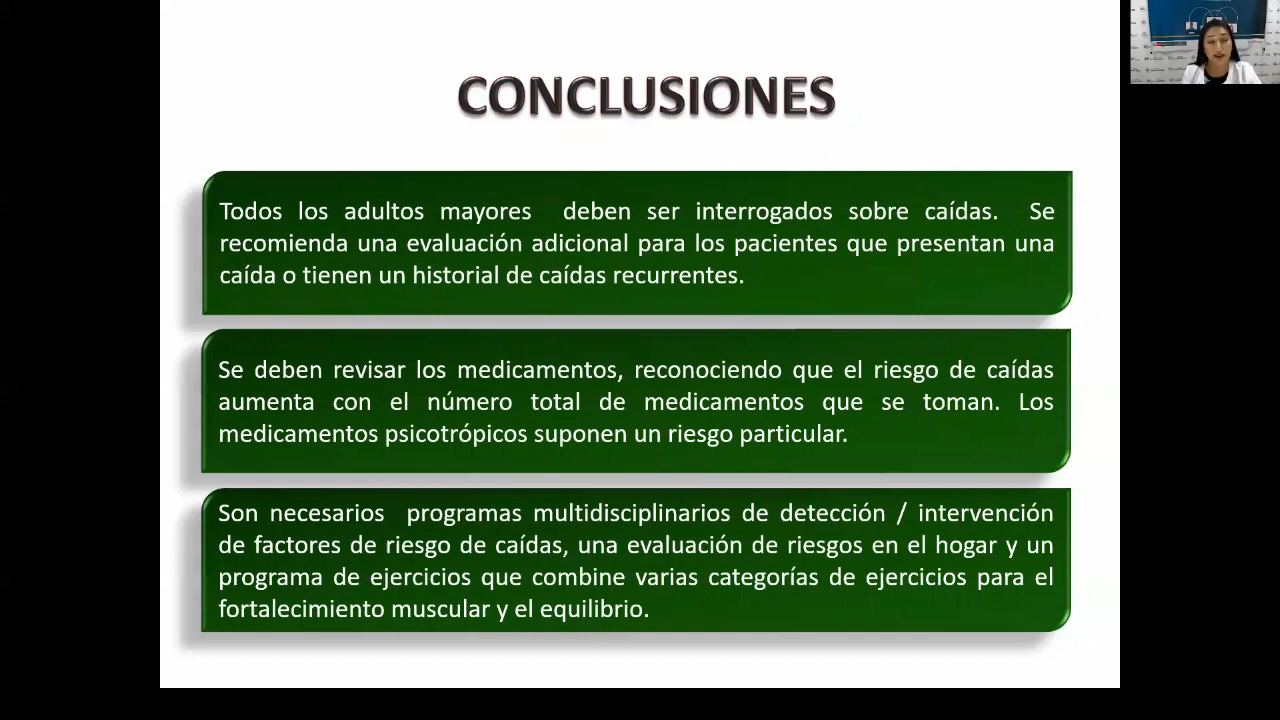 CONCLUSIONES
Todos los adultos mayores deben ser interrogados sobre caídas. Se
recomienda una evaluación adicional para los pacientes que presentan una
caída o tienen un historial de caídas recurrentes.
Se deben revisar los medicamentos, reconociendo que el riesgo de caídas
aumenta con el número total de medicamentos que se toman. Los
medicamentos psicotrópicos suponen un riesgo particular.
Son necesarios programas multidisciplinarios de detección / intervención
de factores de riesgo de caídas, una evaluación de riesgos en el hogar y un
programa de ejercicios que combine varias categorías de ejercicios para el
fortalecimiento muscular y el equilibrio.